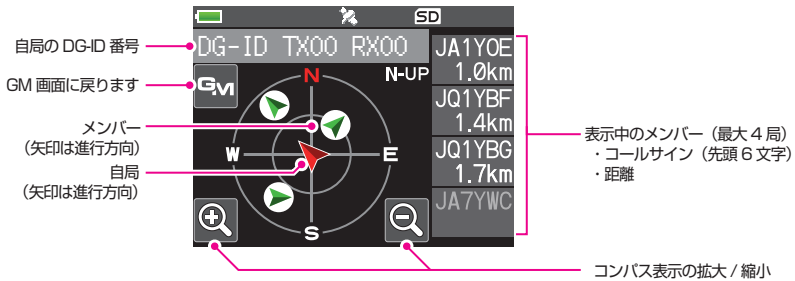 SD
自局の DG-ID 番号
DG-ID TX00 RX00
JA1YOE
1.0km
GM 画面に戻ります
GM
N
N-UP
JQ1YBF
1.4km
メンバー
(矢印は進行方向)
W
E
JQ1YBG
1.7km
自局
(矢印は進行方向)
JA7YWC
S
表示中のメンバー（最大 4 局）
・コールサイン（先頭 6 文字）
・距離
コンパス表示の拡大 / 縮小